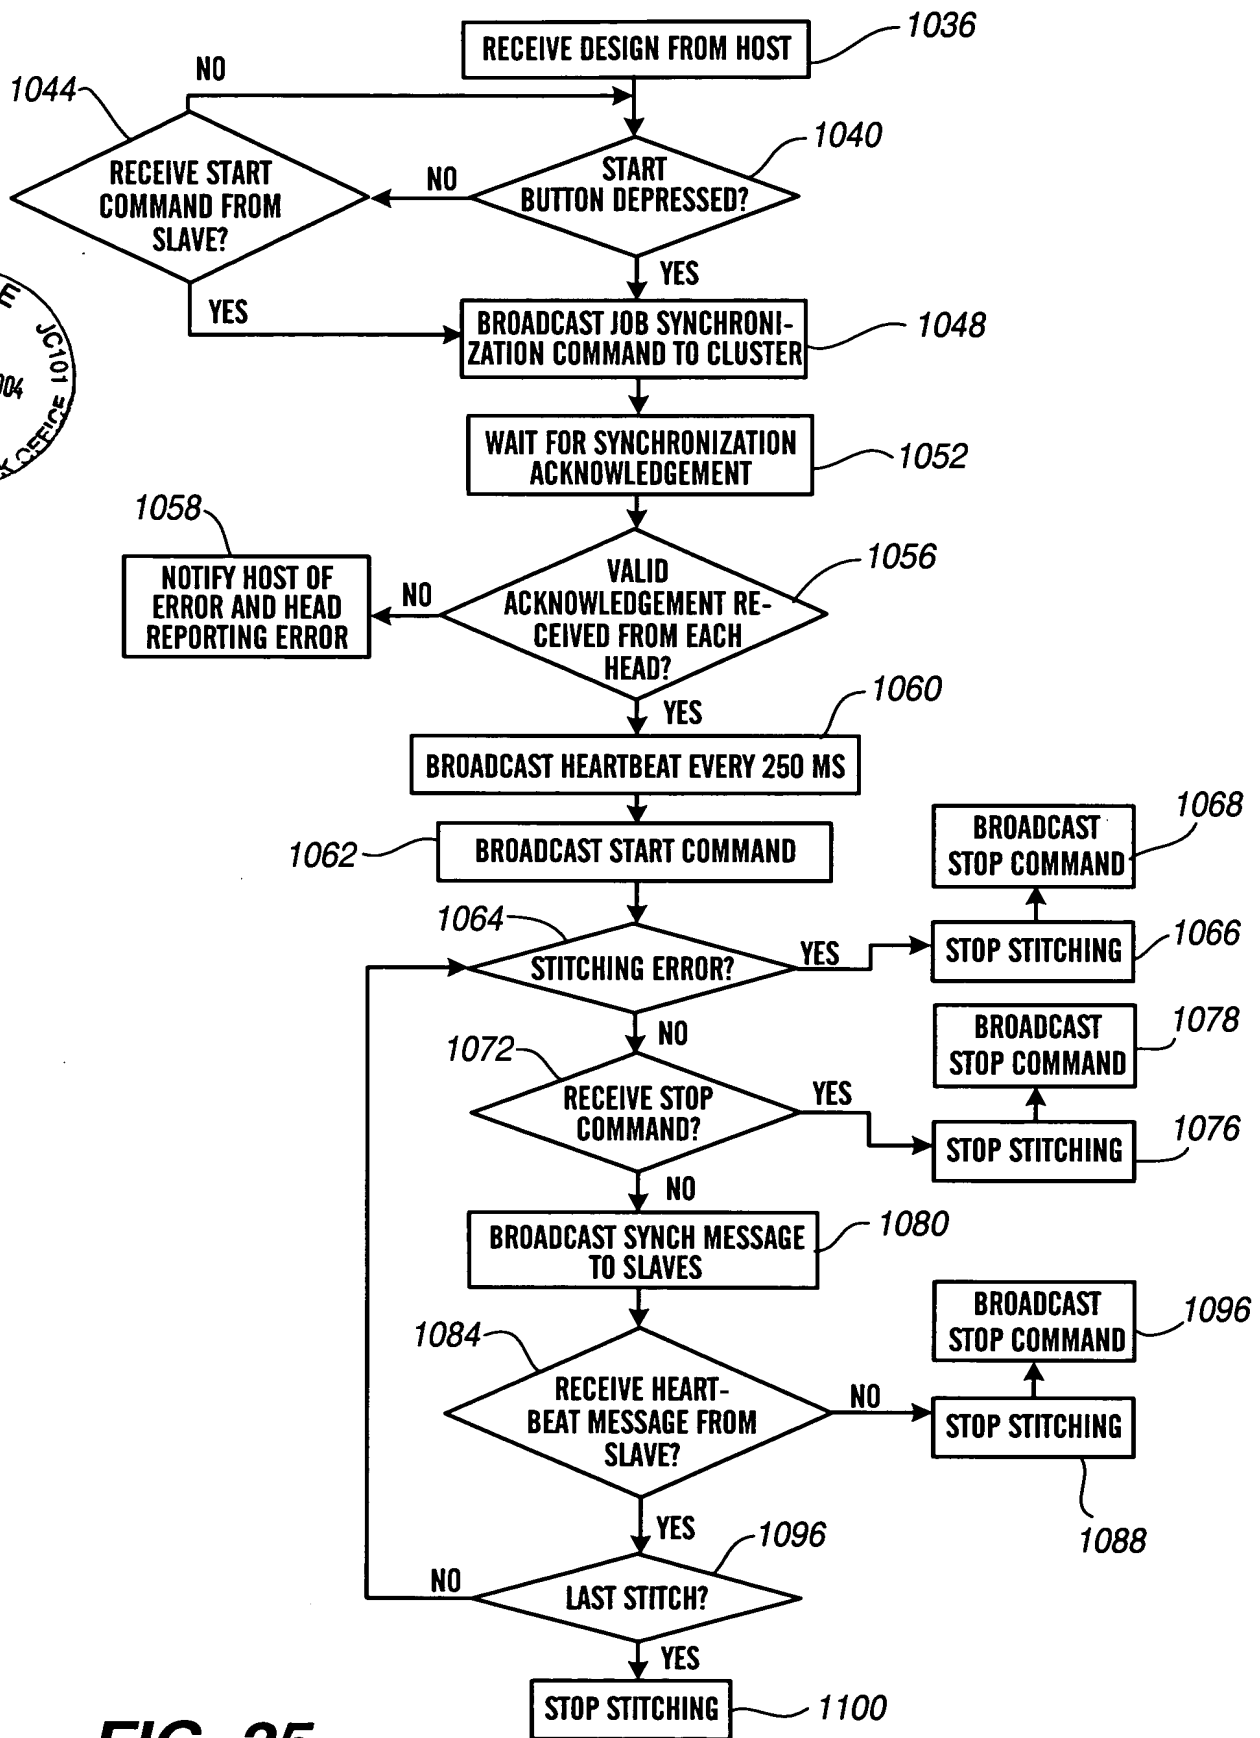 RECEIVE DESIGN FROM HOST
1036
NO
1044
1040
START
BUTTON DEPRESSED?
NO
RECEIVE START
COMMAND FROM
SLAVE?
YES
YES
BROADCAST JOB SYNCHRONI-
ZATION COMMAND TO CLUSTER
1048
E
JC101
WAIT FOR SYNCHRONIZATION
ACKNOWLEDGEMENT
1052
OFFICE
1058
NOTIFY HOST OF
ERROR AND HEAD
REPORTING ERROR
NO
VALID
ACKNOWLEDGEMENT RE-
CEIVED FROM EACH
HEAD?
1056
YES
1060
BROADCAST HEARTBEAT EVERY 250 MS
1062
BROADCAST START COMMAND
BROADCAST
STOP COMMAND
1068
1064
STITCHING ERROR?
YES
STOP STITCHING
1066
NO
BROADCAST
STOP COMMAND
1078
1072
RECEIVE STOP
COMMAND?
YES
STOP STITCHING
1076
NO
BROADCAST SYNCH MESSAGE
TO SLAVES
1080
BROADCAST
STOP COMMAND
1096
1084
RECEIVE HEART-
BEAT MESSAGE FROM
SLAVE?
NO
STOP STITCHING
1088
YES
1096
NO
LAST STITCH?
YES
STOP STITCHING
1100
FIG. 25